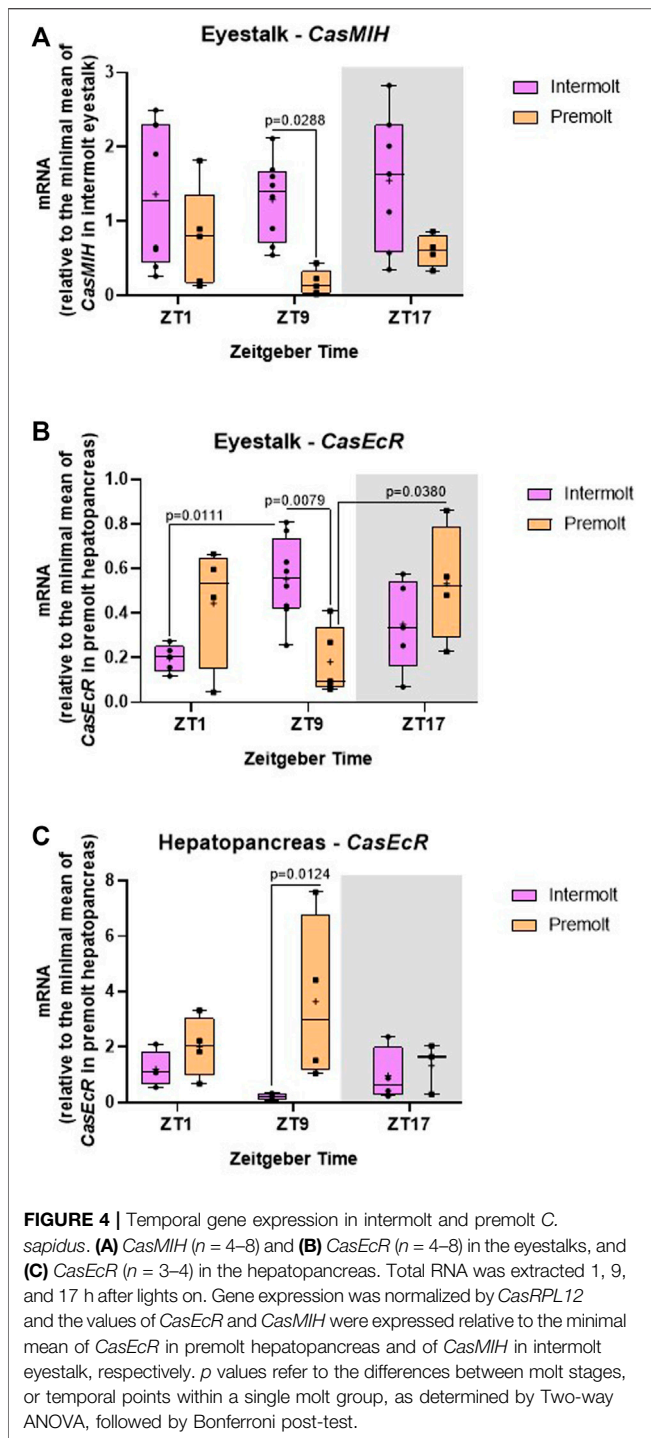 A
Eyestalk - CasMIH
mRNA
(relative to the minimal mean of
CasMIH in intermolt eyestalk)
3
2
1
0
p=0.0288
Intermolt
Premolt
ZT1 ZT9 ZT17
Zeitgeber Time
B
Eyestalk - CasEcR
mRNA
(relative to the minimal mean of
CasEcR in premolt hepatopancreas)
1.0
0.8
0.6
0.4
0.2
0.0
p=0.0111
p=0.0079
p=0.0380
Intermolt
Premolt
ZT1 ZT9 ZT17
Zeitgeber Time
C
Hepatopancreas - CasEcR
mRNA
(relative to the minimal mean of
CasEcR in premolt hepatopancreas)
8
6
4
2
0
p=0.0124
Intermolt
Premolt
ZT1 ZT9 ZT17
Zeitgeber Time
FIGURE 4 | Temporal gene expression in intermolt and premolt C.
sapidus. (A) CasMIH (n = 4–8) and (B) CasEcR (n = 4–8) in the eyestalks, and
(C) CasEcR (n = 3–4) in the hepatopancreas. Total RNA was extracted 1, 9,
and 17 h after lights on. Gene expression was normalized by CasRPL12
and the values of CasEcR and CasMIH were expressed relative to the minimal
mean of CasEcR in premolt hepatopancreas and of CasMIH in intermolt
eyestalk, respectively. p values refer to the differences between molt stages,
or temporal points within a single molt group, as determined by Two-way
ANOVA, followed by Bonferroni post-test.